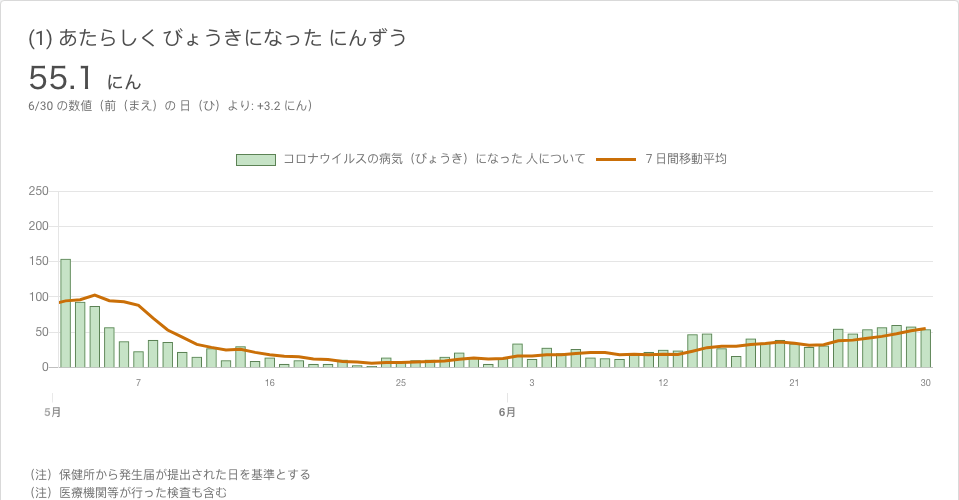 (1) あたらしく びょうきになった にんずう
55.1 にん
6/30 の数値（前（まえ）の 日（ひ）より: +3.2 にん）
コロナウイルスの病気（びょうき）になった 人について
７日間移動平均
250
200
150
100
50
0
7
16
25
3
12
21
30
5月
6月
（注）保健所から発生届が提出された日を基準とする
（注）医療機関等が行った検査も含む